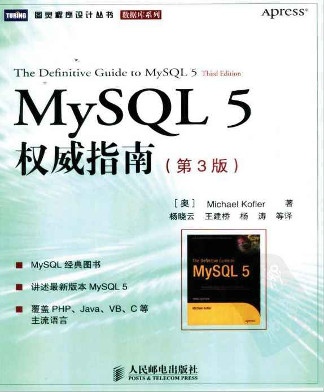 TURING 图灵程序设计丛书 数据库系列
Apress®
The Definitive Guide to MySQL 5 Third Edition
MySQL 5
权威指南(第3版)
[奥] Michael Kofler 著
杨晓云 王建桥 杨涛 等译
MySQL 经典图书
讲述最新版本 MySQL 5
覆盖 PHP、Java、VB、C 等
主流语言
The Definitive Guide to
MySQL 5
人民邮电出版社
POSTS & TELECOM PRESS